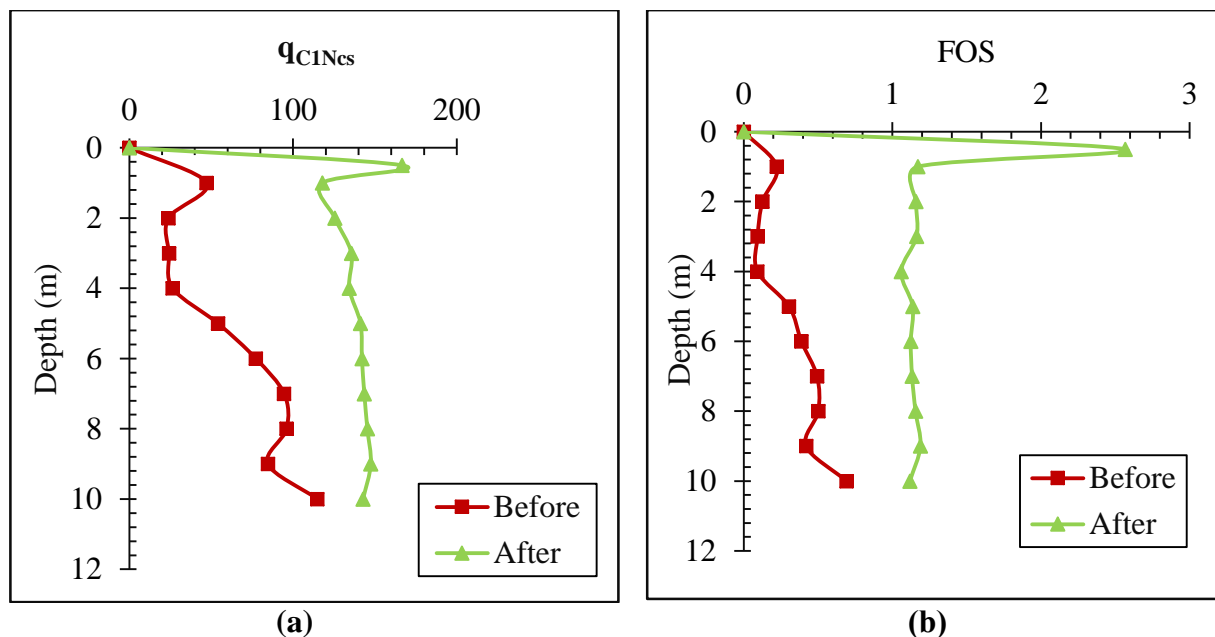 qC1Ncs
0 100 200
0
2
4
6
8
10
12
Depth (m)
Before
After
(a)
FOS
0 1 2 3
0
2
4
6
8
10
12
Depth (m)
Before
After
(b)